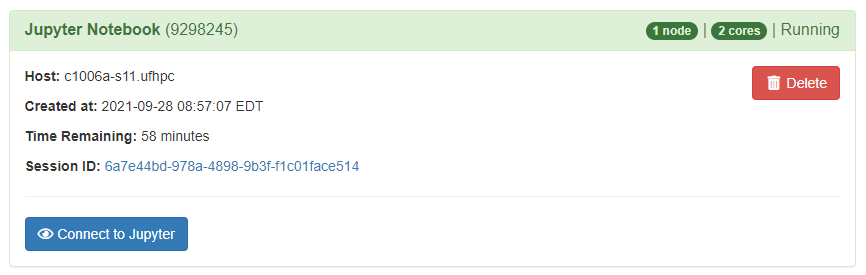 Jupyter Notebook (9298245) 1 node | 2 cores | Running
Host: c1006a-s11.ufhpc
Delete
Created at: 2021-09-28 08:57:07 EDT
Time Remaining: 58 minutes
Session ID: 6a7e44bd-978a-4898-9b3f-f1c01face514
Connect to Jupyter